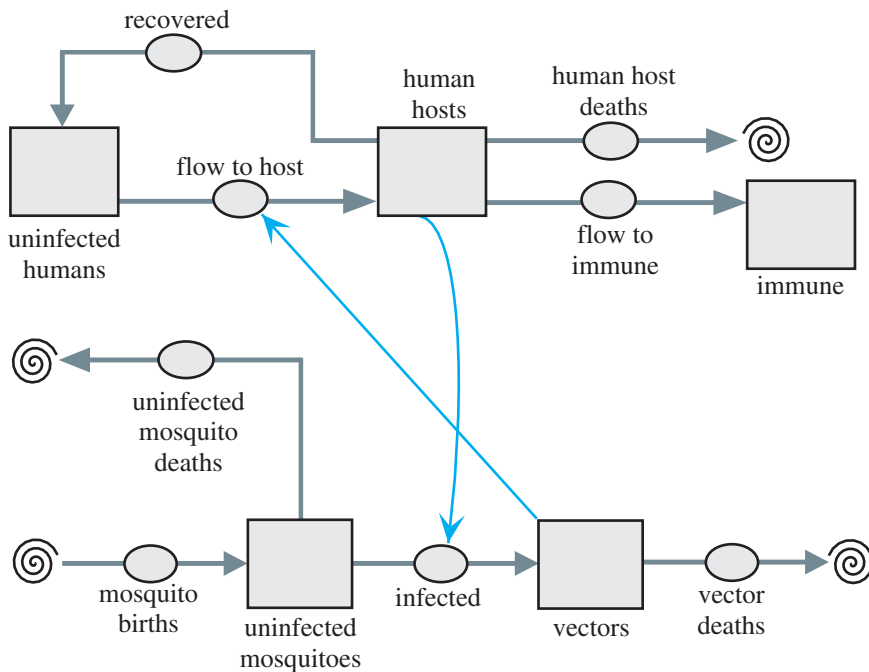 recovered
human
hosts
human host
deaths
flow to host
uninfected
humans
flow to
immune
immune
uninfected
mosquito
deaths
mosquito
births
uninfected
mosquitoes
infected
vectors
vector
deaths